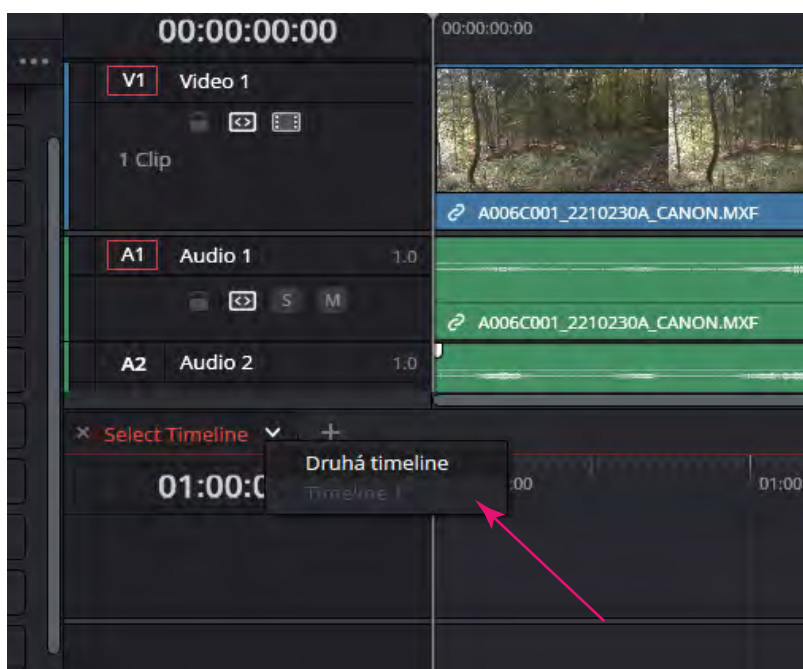 00:00:00:00
00:00:00:00
V1 Video 1
1 Clip
A006C001_2210230A_CANON.MXF
A1 Audio 1 1.0
S M
A006C001_2210230A_CANON.MXF
A2 Audio 2 1.0
Select Timeline
Druhá timeline
Timeline 1
01:00:0
:00
01:00